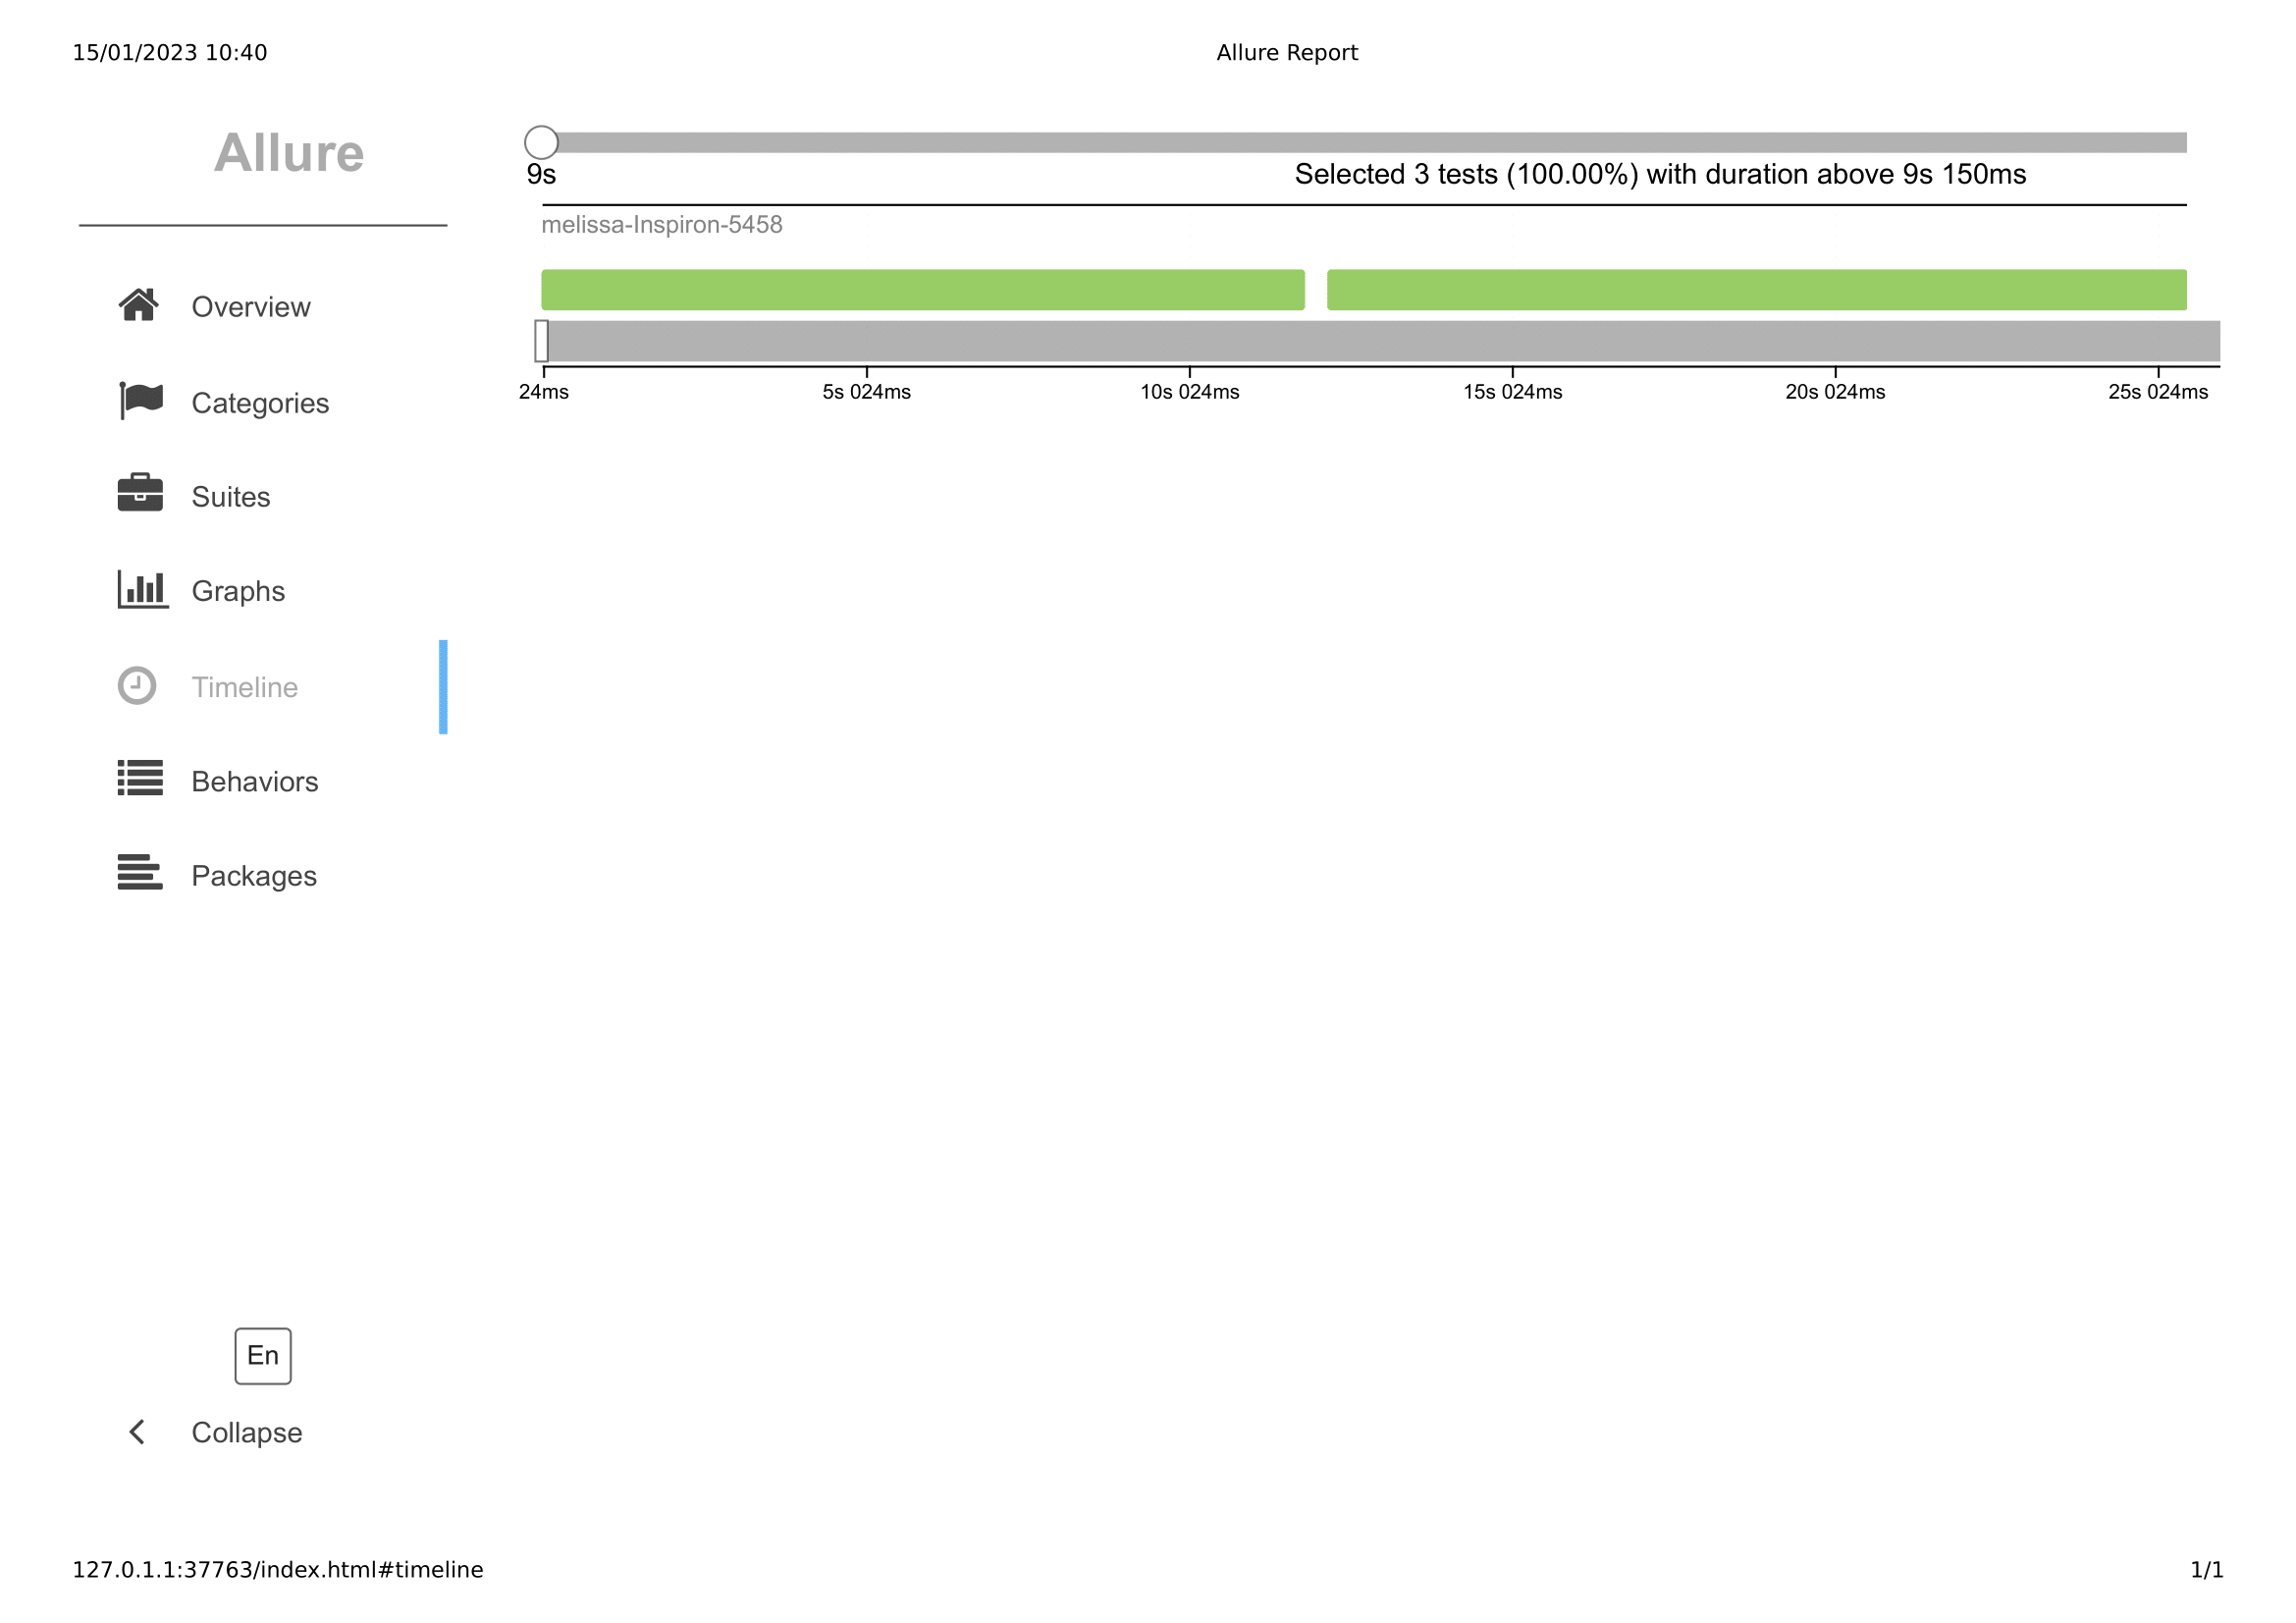 15/01/2023 10:40
Allure Report
Allure
Overview
Categories
Suites
Graphs
Timeline
Behaviors
Packages
En
Collapse
9s
Selected 3 tests (100.00%) with duration above 9s 150ms
melissa-Inspiron-5458
24ms 5s 024ms 10s 024ms 15s 024ms 20s 024ms 25s 024ms
127.0.1.1:37763/index.html#timeline
1/1